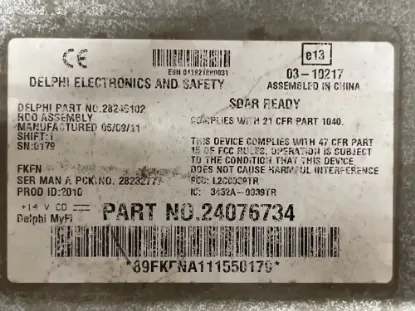 CE
e13
DELPHI ELECTRONICS AND SAFETY
03-10217
ASSEMBLED IN CHINA
DELPHI PART NO.28245102
RDO ASSEMBLY
MANUFACTURED 05/09/11
SHIFT:1
SN:0179
SDAR READY
COMPLIES WITH 21 CFR PART 1040.
THIS DEVICE COMPLIES WITH 47 CFR PART
15 OF FCC RULES. OPERATION IS SUBJECT
TO THE CONDITION THAT THIS DEVICE
DOES NOT CAUSE HARMFUL INTERFERENCE
FKFN
SER MAN A PCK.NO.
PROD ID:2010
FCC: L2C0039TR
IC: 3432A-0039TR
+14 V CD
Delphi MyFi
PART NO.24076734
*89FKFNA111550179*